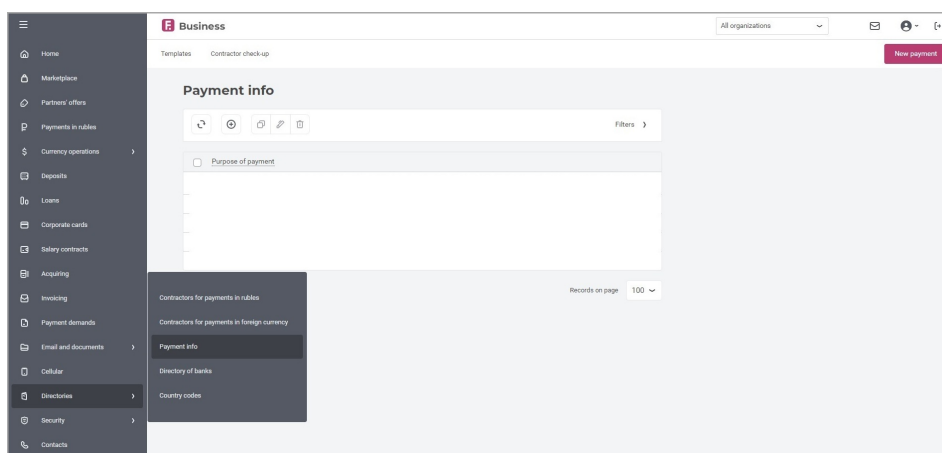 F. Business
All organizations
Home
Marketplace
Partners' offers
Payments in rubles
Currency operations
Deposits
Loans
Corporate cards
Salary contracts
Acquiring
Invoicing
Payment demands
Email and documents
Cellular
Directories
Security
Contacts
Templates Contractor check-up
New payment
Payment info
Filters
Purpose of payment
Records on page 100
Contractors for payments in rubles
Contractors for payments in foreign currency
Payment info
Directory of banks
Country codes